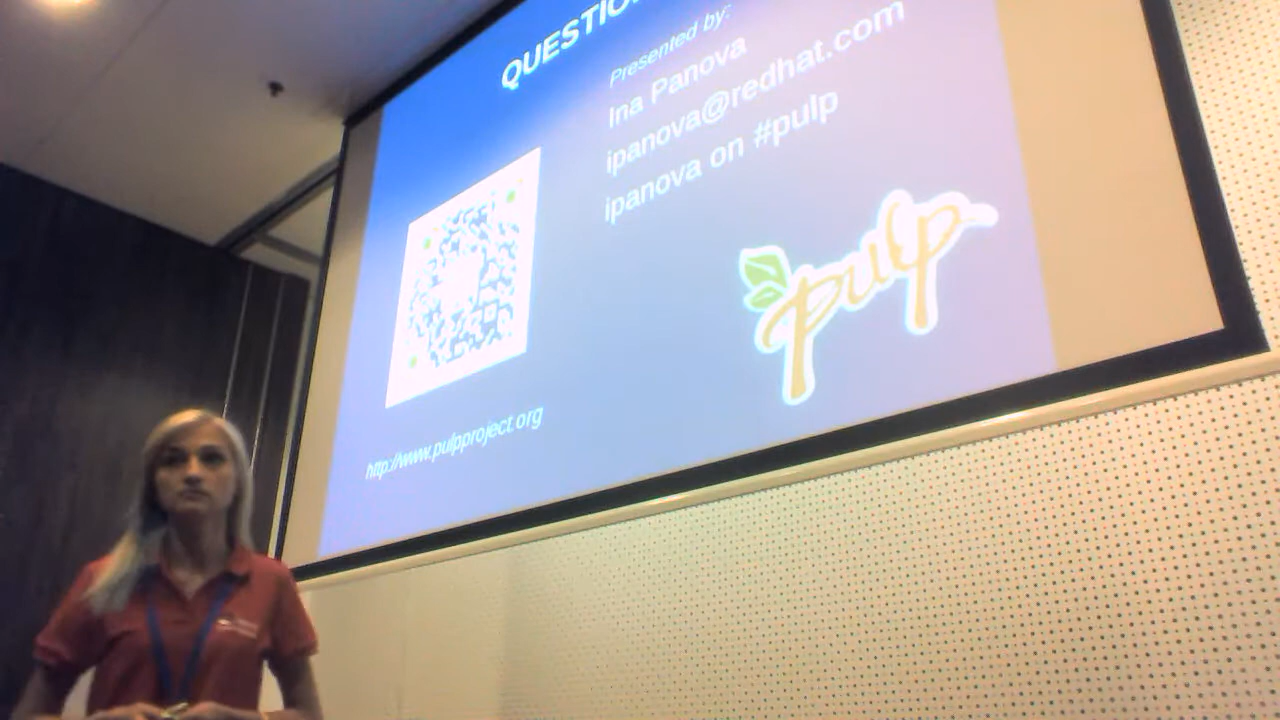 QUESTIO
Presented by:
Ina Panova
ipanova@redhat.com
ipanova on #pulp
pulp
http://www.pulpproject.org